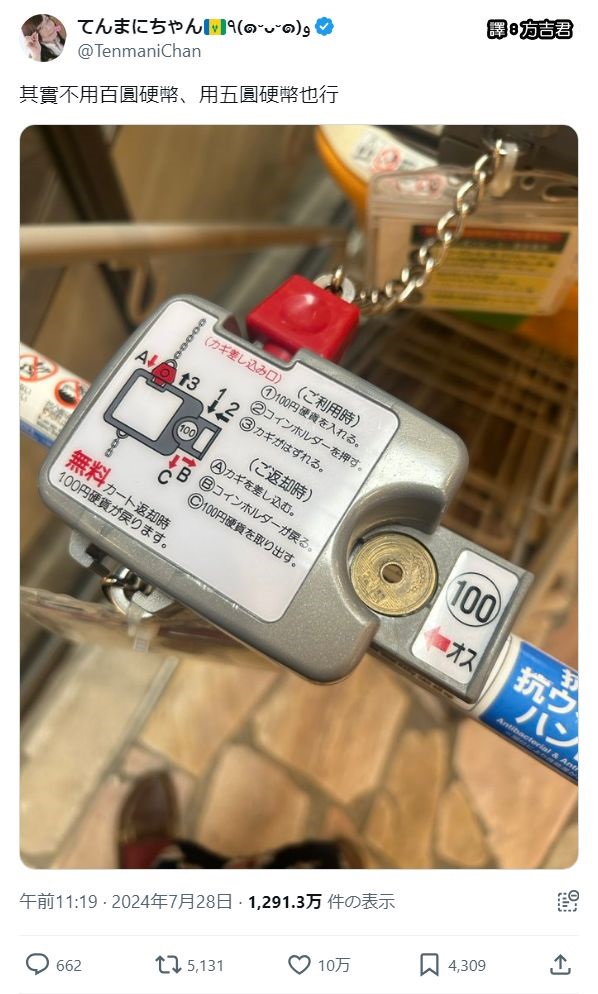 てんまにちゃん🇻🇨٩(๑˘ᴗ˘๑)و
譯:方吉君
@TenmaniChan
其實不用百圓硬幣、用五圓硬幣也行
(カギ差し込み口)
A
3
1
2
100
C
B
(ご利用時)
①100円硬貨を入れる。
②コインホルダーを押す。
③カギがはずれる。
(ご返却時)
Ⓐカギを差し込む。
Ⓑコインホルダーが戻る。
Ⓒ100円硬貨を取り出す。
無料カート返却時
100円硬貨が戻ります。
100
オス
抗ウ
ハン
Antibacterial &
午前11:19 · 2024年7月28日 · 1,291.3万 件の表示
662
5,131
10万
4,309